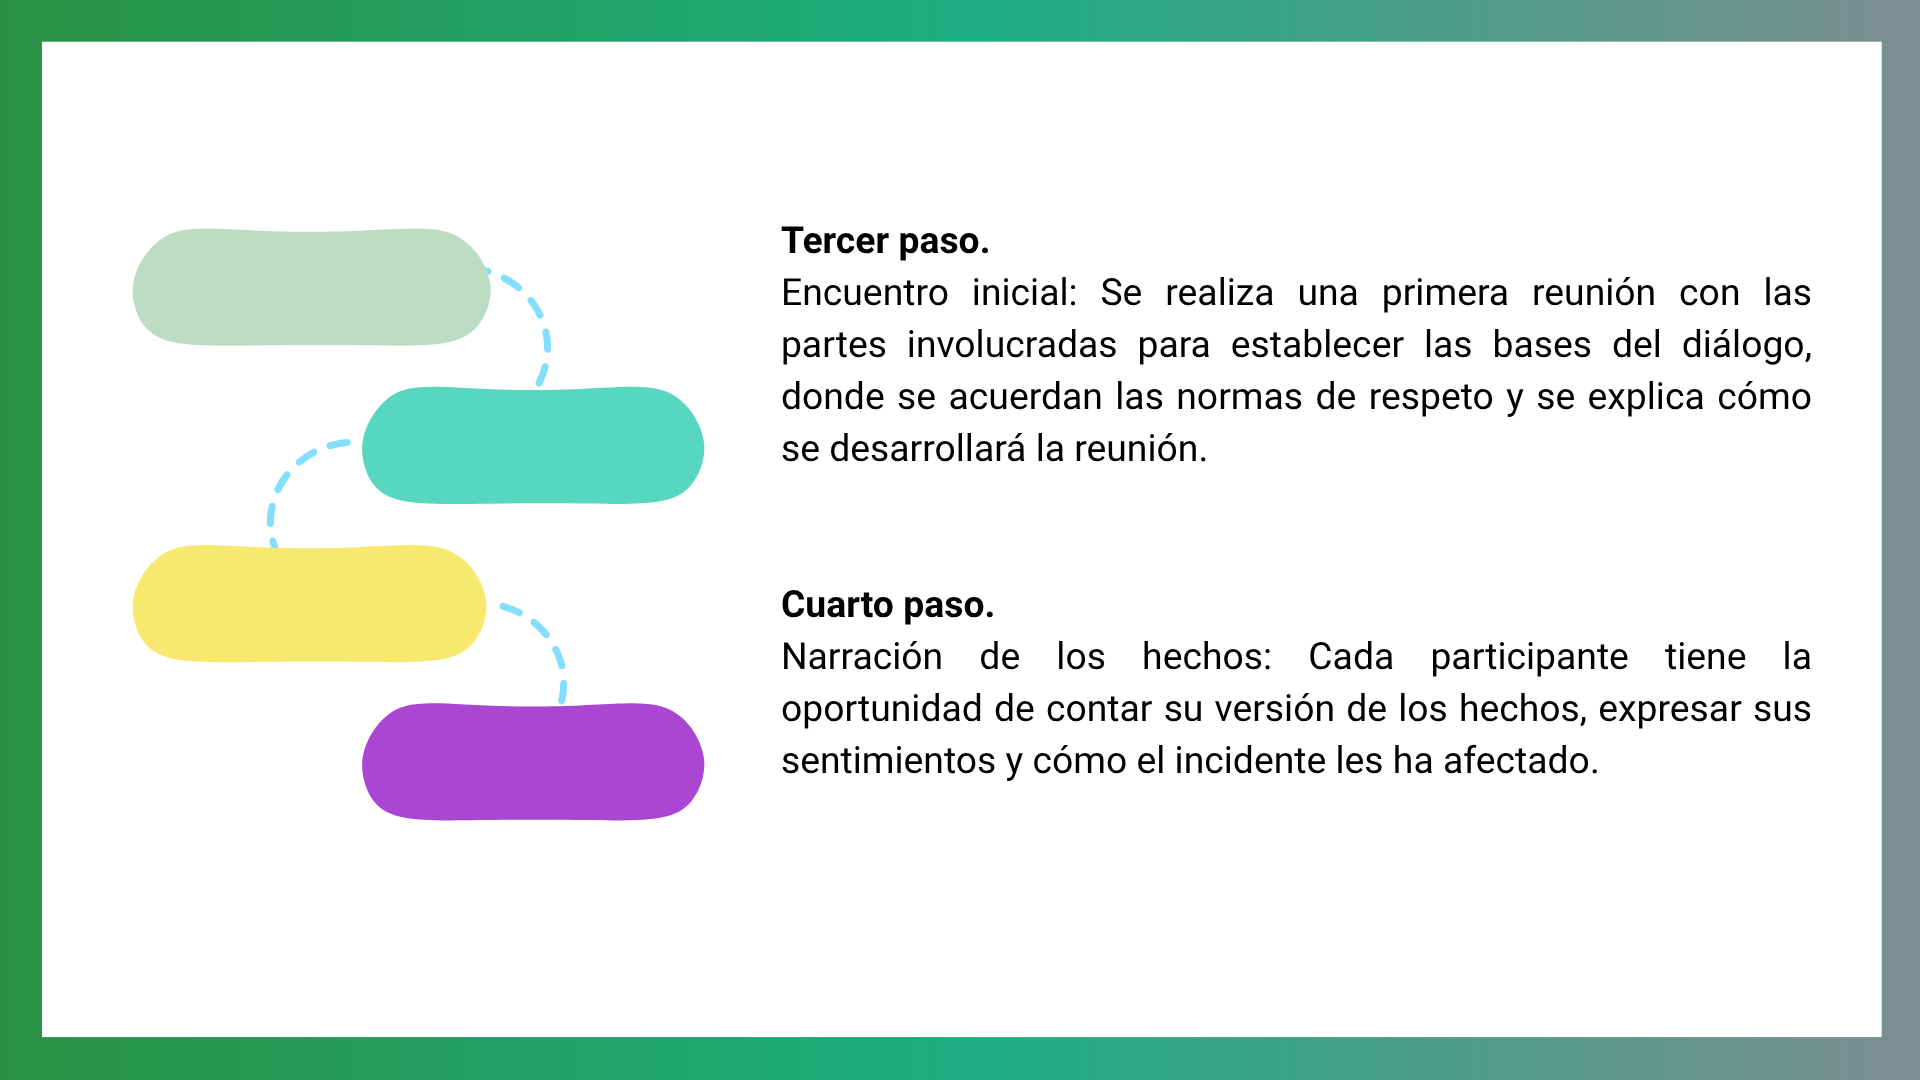 Tercer paso.
Encuentro inicial: Se realiza una primera reunión con las
partes involucradas para establecer las bases del diálogo,
donde se acuerdan las normas de respeto y se explica cómo
se desarrollará la reunión.
Cuarto paso.
Narración de los hechos: Cada participante tiene la
oportunidad de contar su versión de los hechos, expresar sus
sentimientos y cómo el incidente les ha afectado.